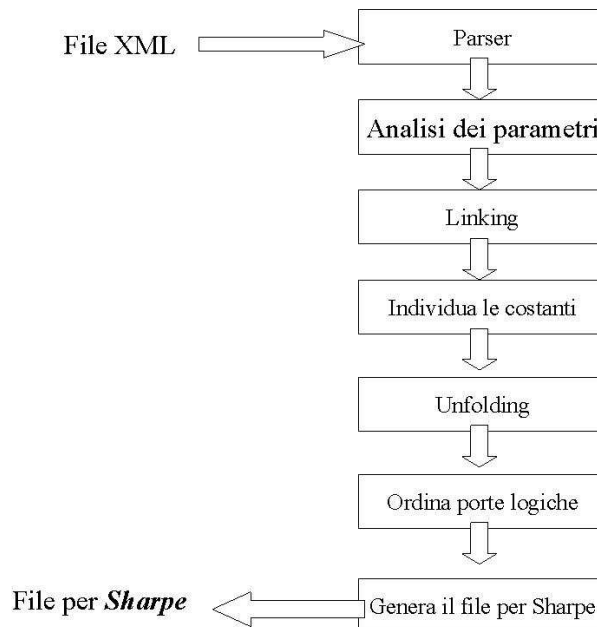 File XML
Parser
Analisi dei parametri
Linking
Individua le costanti
Unfolding
Ordina porte logiche
File per Sharpe
Genera il file per Sharpe